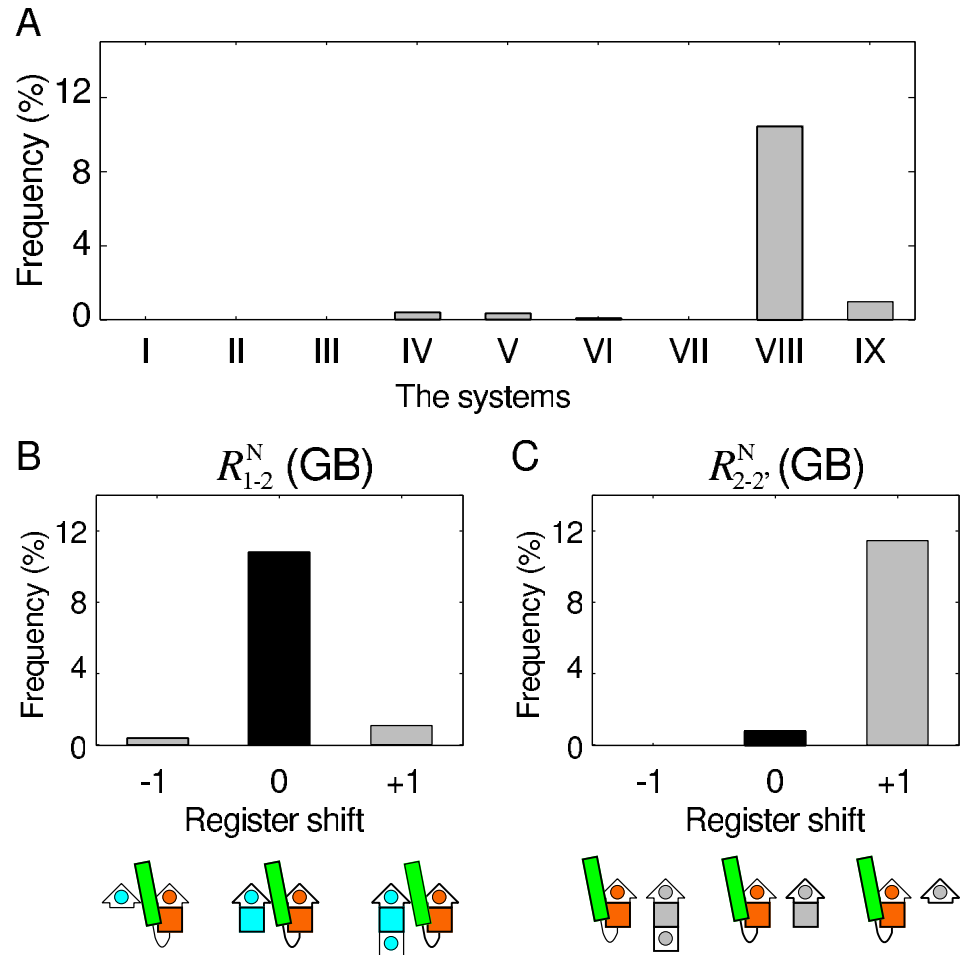 A
Frequency (%)
12
8
4
0
I II III IV V VI VII VIII IX
The systems
B
R^N_{1-2} (GB)
Frequency (%)
12
8
4
0
-1 0 +1
Register shift
C
R^N_{2-2’} (GB)
Frequency (%)
12
8
4
0
-1 0 +1
Register shift